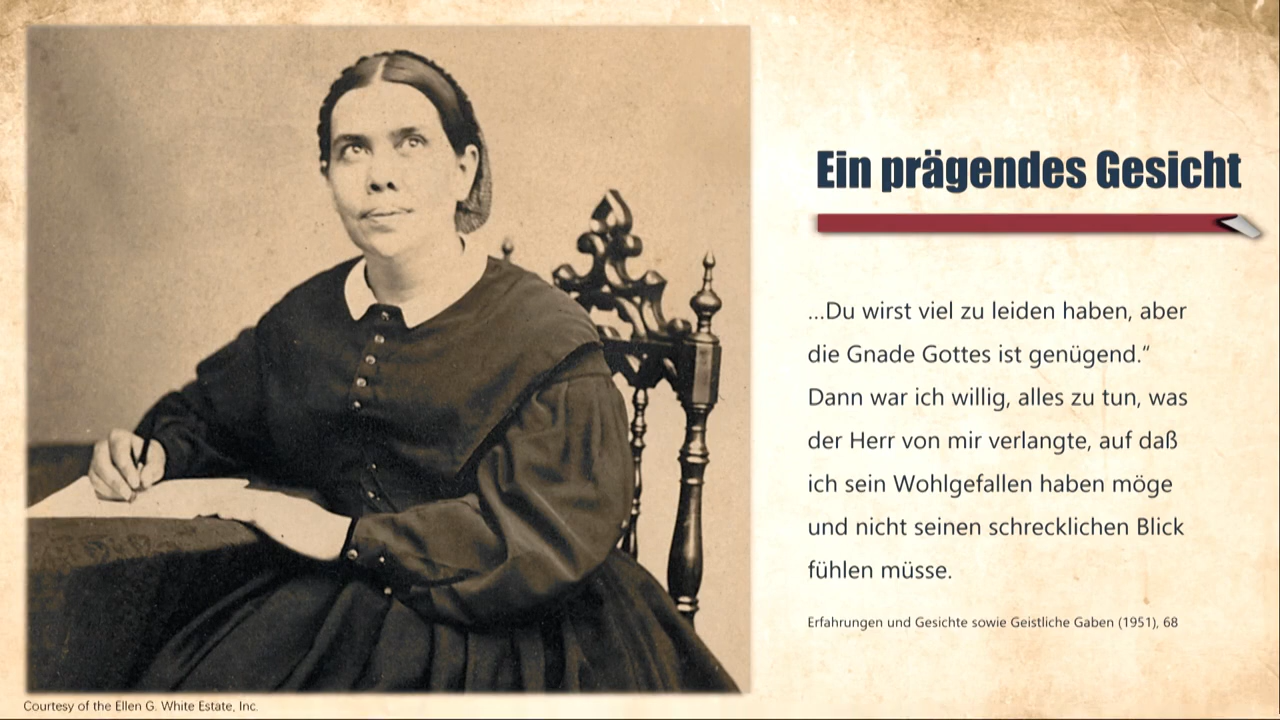 Ein prägendes Gesicht
...Du wirst viel zu leiden haben, aber
die Gnade Gottes ist genügend.“
Dann war ich willig, alles zu tun, was
der Herr von mir verlangte, auf daß
ich sein Wohlgefallen haben möge
und nicht seinen schrecklichen Blick
fühlen müsse.
Erfahrungen und Gesichte sowie Geistliche Gaben (1951), 68
Courtesy of the Ellen G. White Estate, Inc.